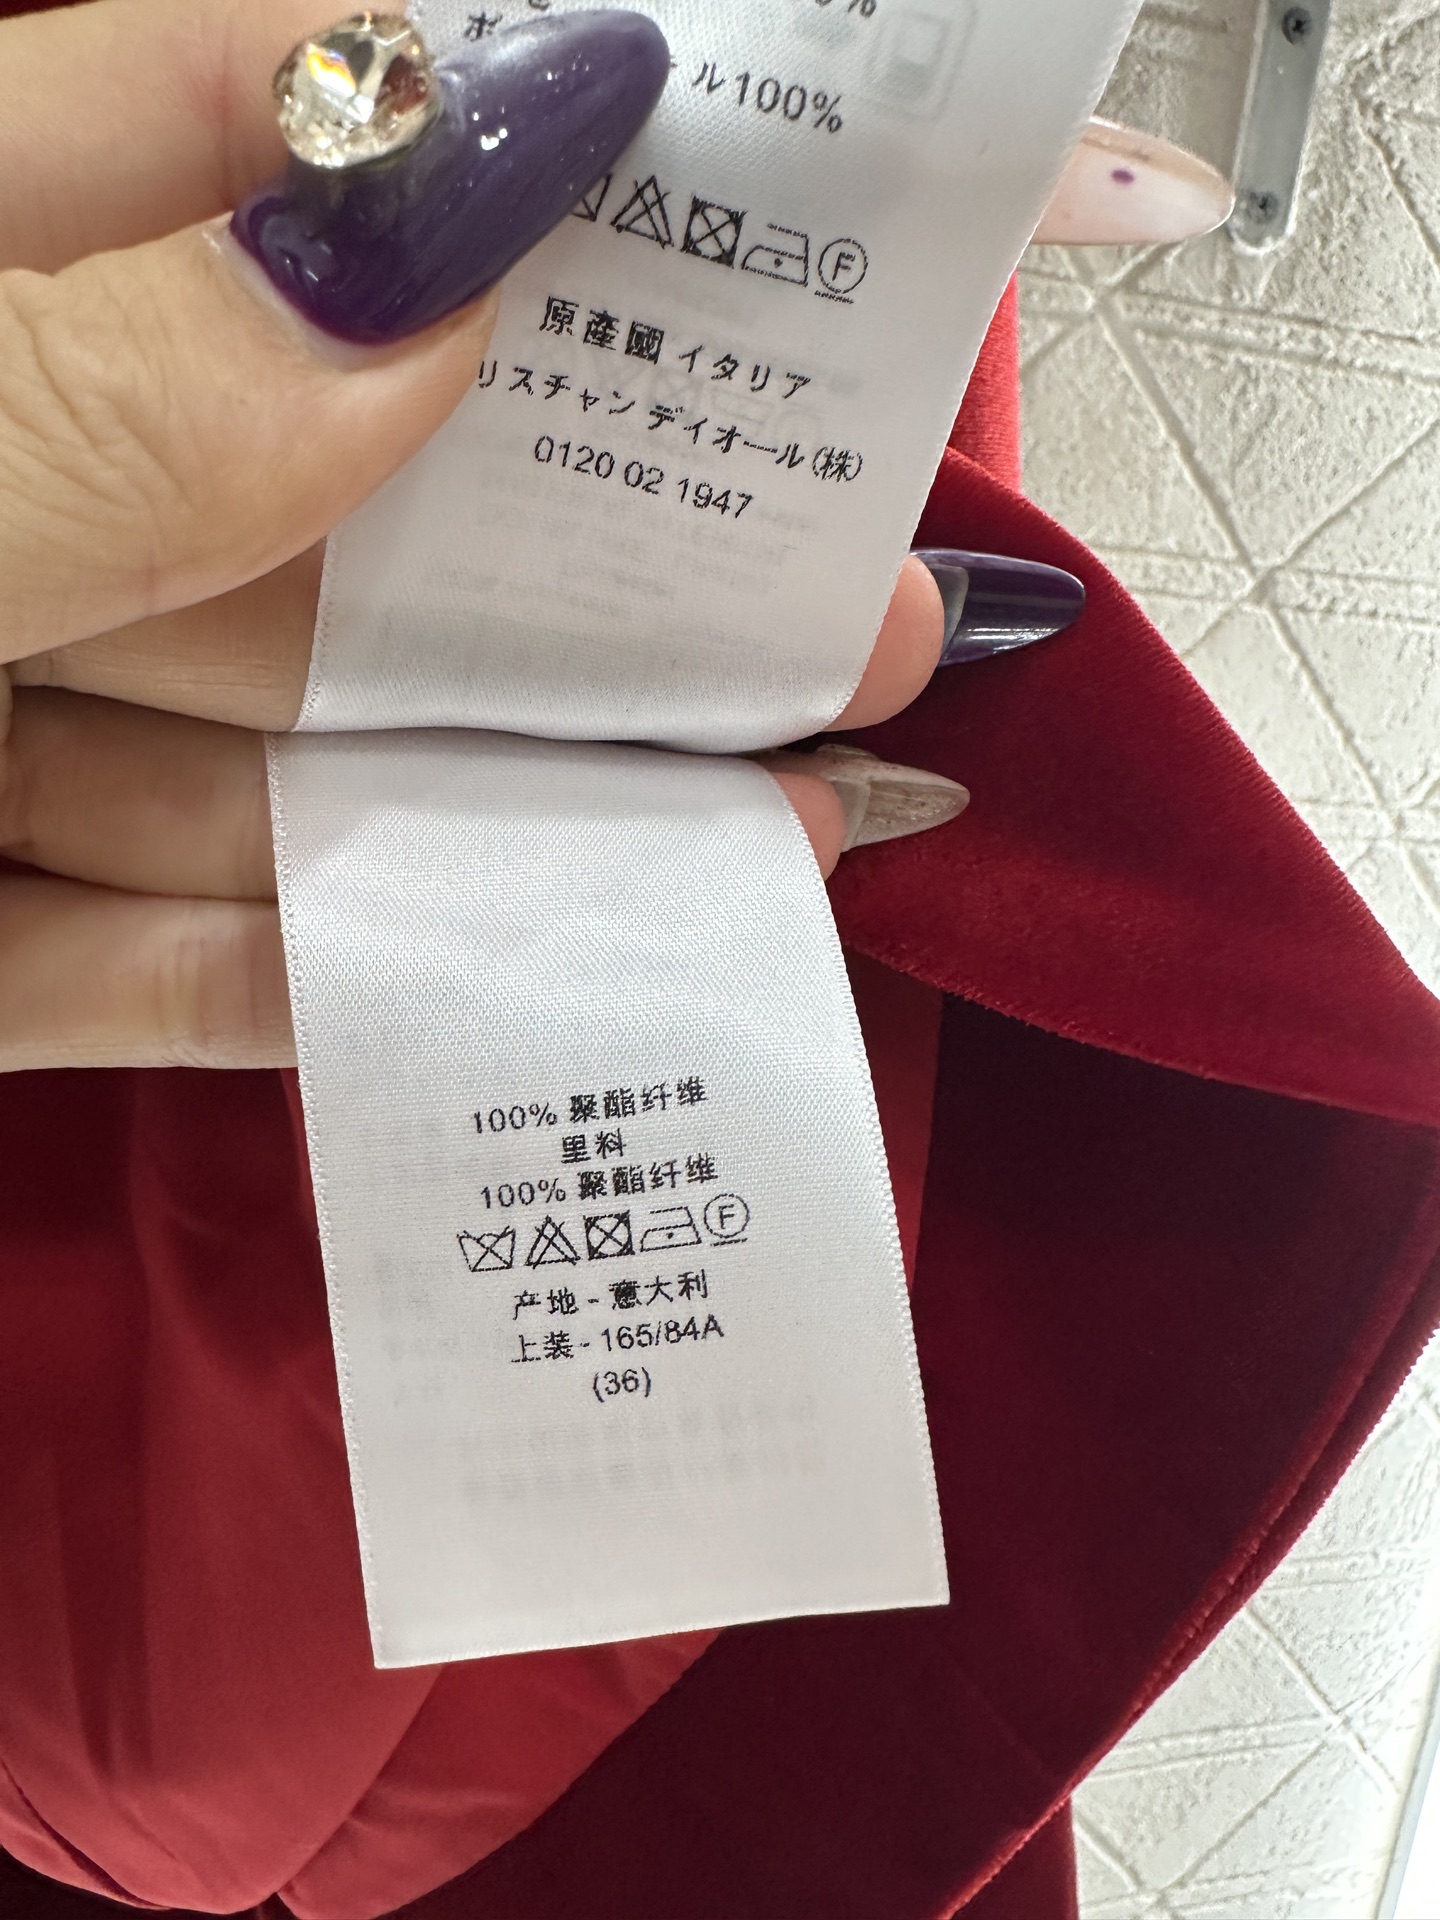 ル100%
F
原産國 イタリア
リスチャン ディオール(株)
0120 02 1947
100% 聚酯纤维
里料
100% 聚酯纤维
F
产地 - 意大利
上装 - 165/84A
(36)